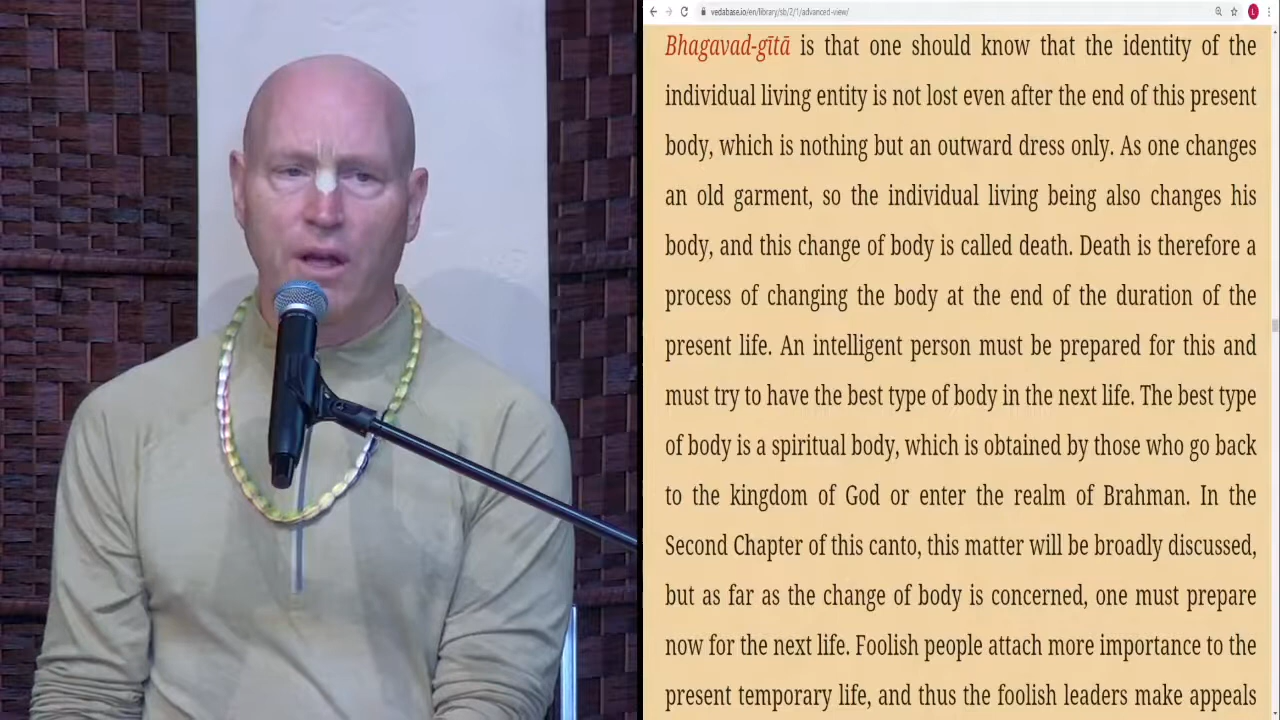 vedabase.io/en/library/sb/2/1/advanced-view/
L
Bhagavad-gītā is that one should know that the identity of the
individual living entity is not lost even after the end of this present
body, which is nothing but an outward dress only. As one changes
an old garment, so the individual living being also changes his
body, and this change of body is called death. Death is therefore a
process of changing the body at the end of the duration of the
present life. An intelligent person must be prepared for this and
must try to have the best type of body in the next life. The best type
of body is a spiritual body, which is obtained by those who go back
to the kingdom of God or enter the realm of Brahman. In the
Second Chapter of this canto, this matter will be broadly discussed,
but as far as the change of body is concerned, one must prepare
now for the next life. Foolish people attach more importance to the
present temporary life, and thus the foolish leaders make appeals